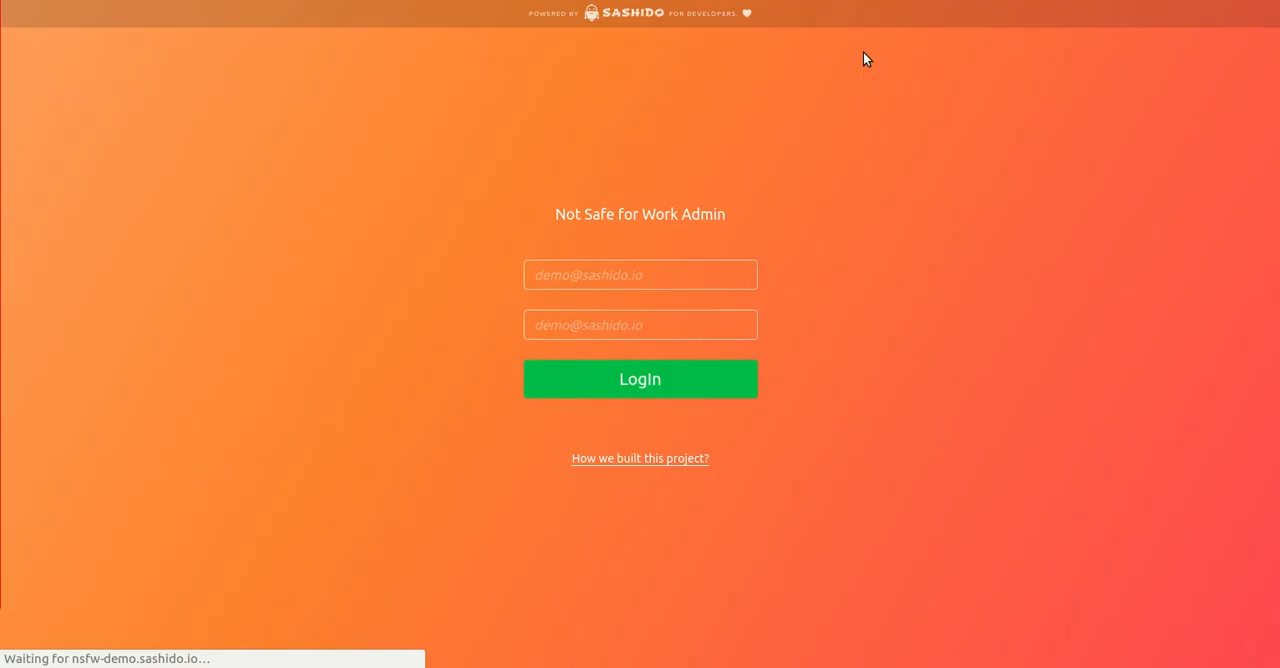 POWERED BY SASHIDO FOR DEVELOPERS.
Not Safe for Work Admin
demo@sashido.io
demo@sashido.io
LogIn
How we built this project?
Waiting for nsfw-demo.sashido.io...